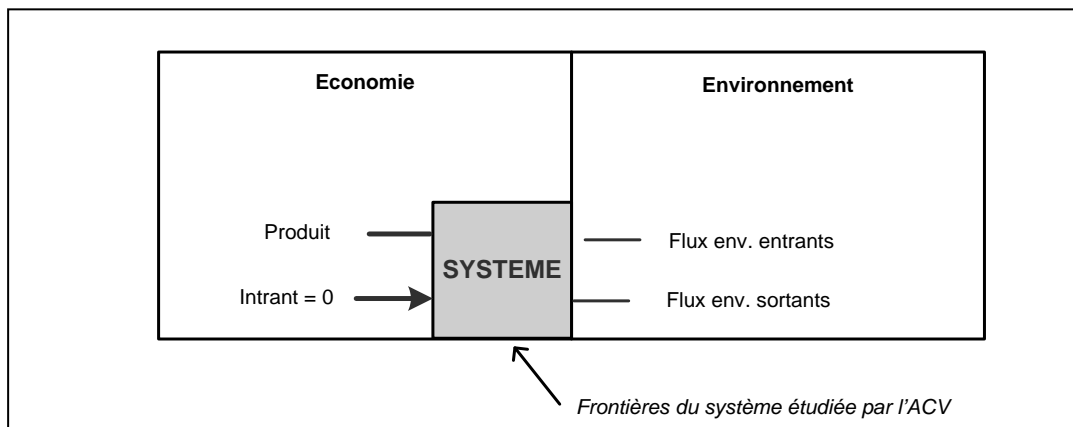 Economie
Environnement
Produit
SYSTEME
Flux env. entrants
Intrant = 0
Flux env. sortants
Frontières du système étudiée par l'ACV